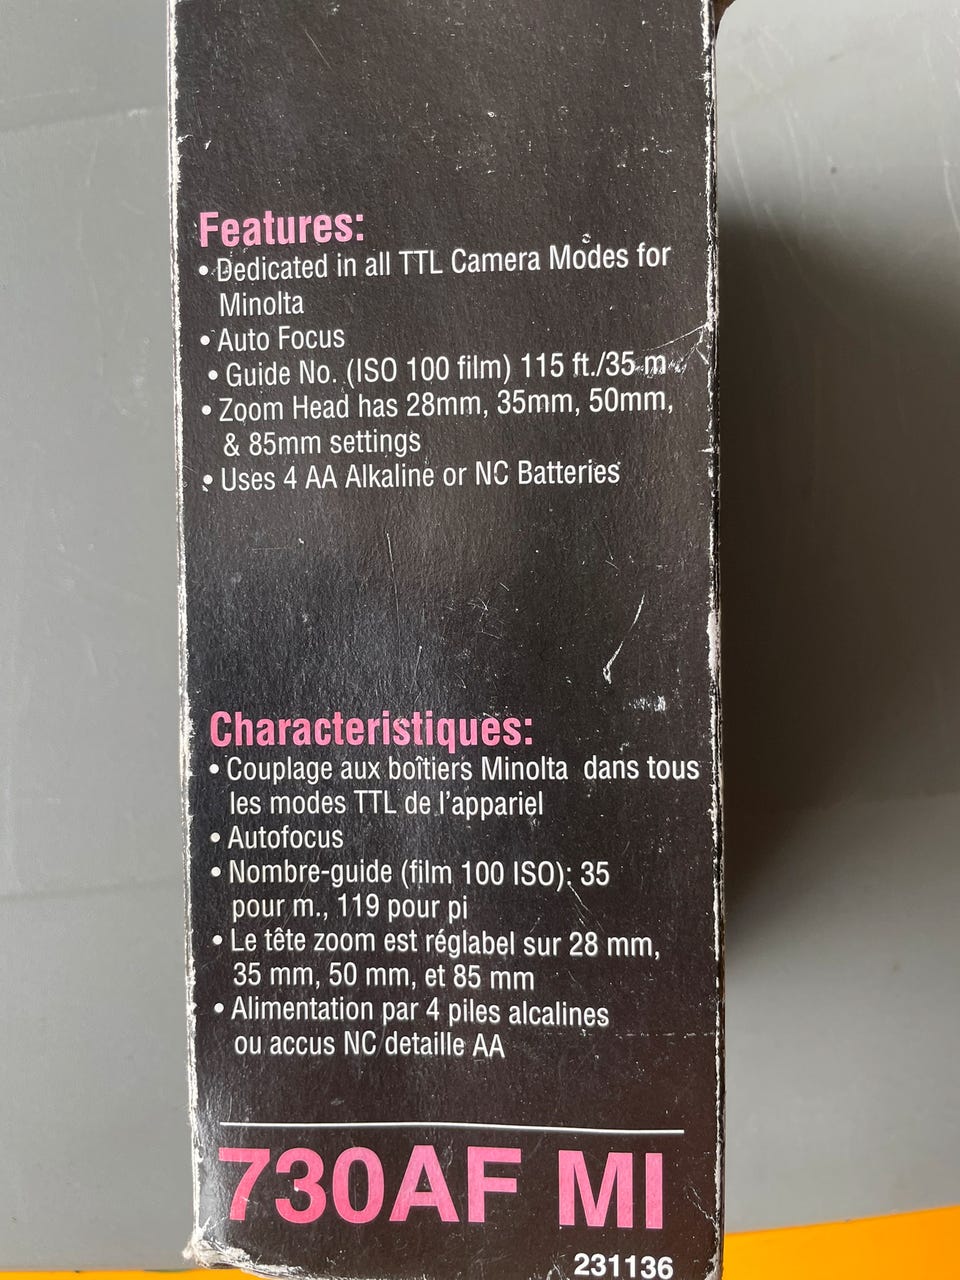 Features:
• Dedicated in all TTL Camera Modes for
Minolta
• Auto Focus
• Guide No. (ISO 100 film) 115 ft./35 m
• Zoom Head has 28mm, 35mm, 50mm,
& 85mm settings
• Uses 4 AA Alkaline or NC Batteries
Characteristiques:
• Couplage aux boîtiers Minolta dans tous
les modes TTL de l'appariel
• Autofocus
• Nombre-guide (film 100 ISO): 35
pour m., 119 pour pi
• Le tête zoom est réglabel sur 28 mm,
35 mm, 50 mm, et 85 mm
• Alimentation par 4 piles alcalines
ou accus NC detaille AA
730AF MI
231136